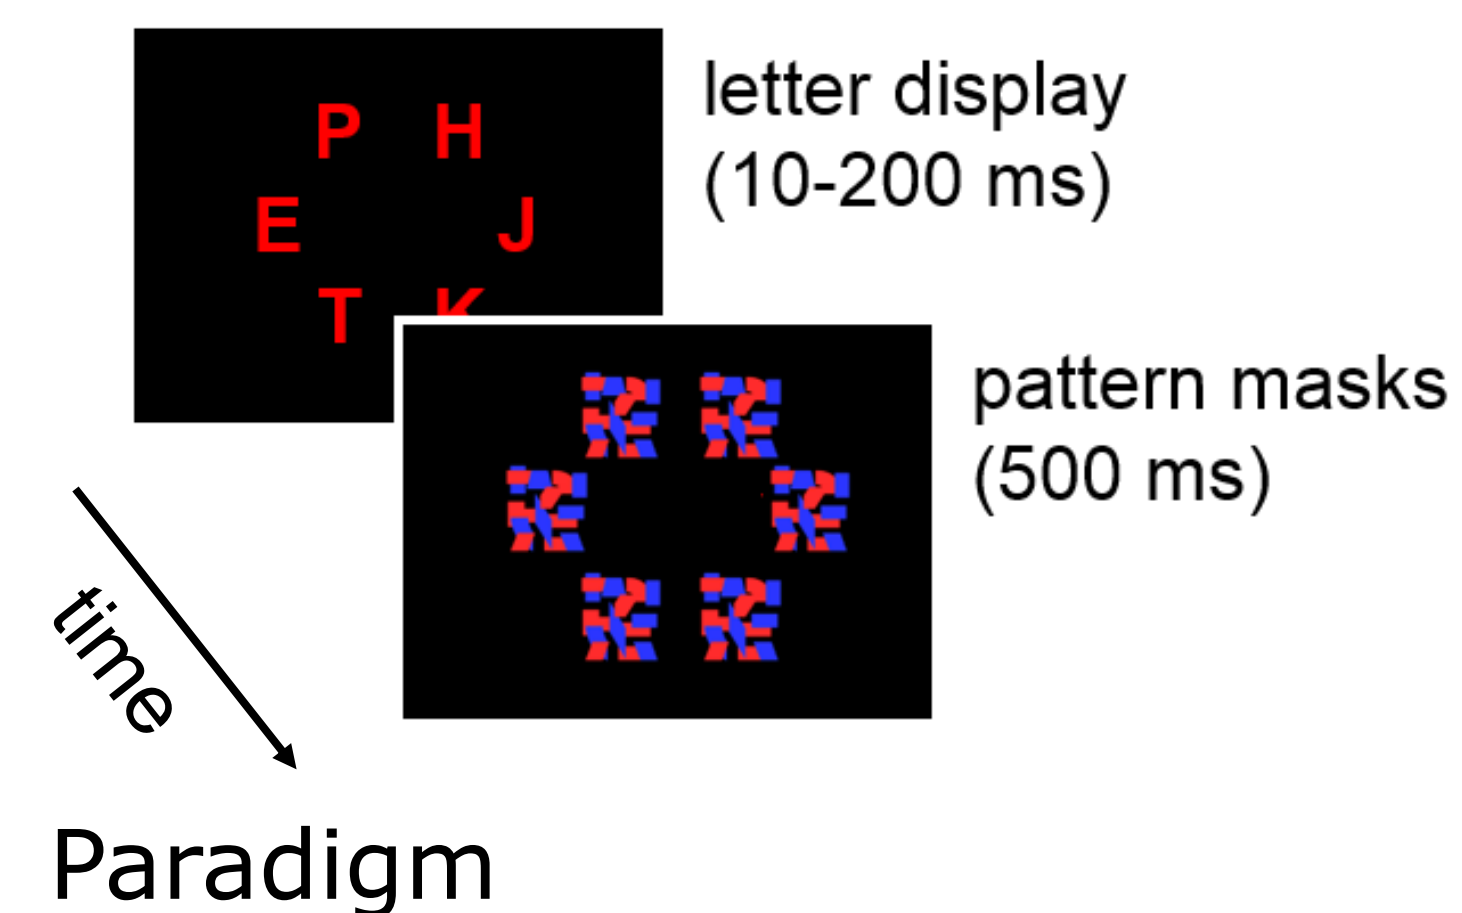 P H
E J
T K
letter display
(10-200 ms)
pattern masks
(500 ms)
time
Paradigm